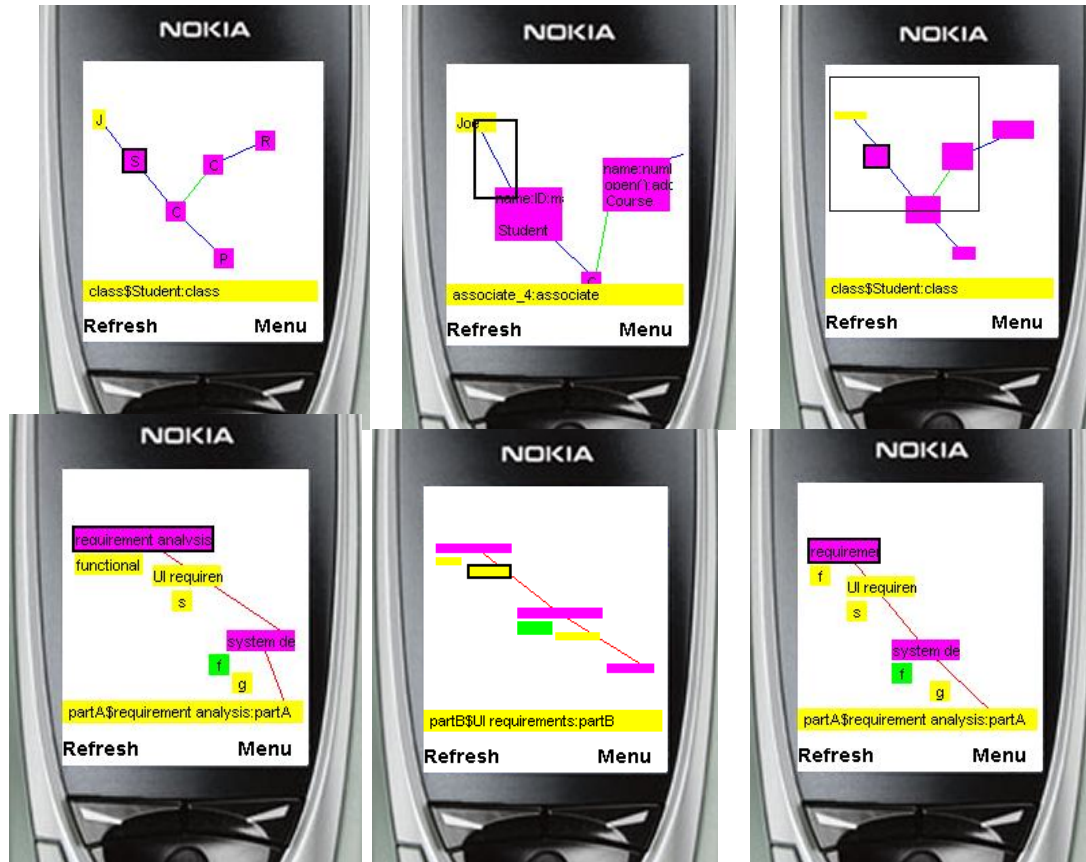 NOKIA
J
S
C
R
C
P
class$Student:class
Refresh Menu
NOKIA
Joe
name:ID:ma
Student
name:numl
open():adc
Course
associate_4:associate
Refresh Menu
NOKIA
class$Student:class
Refresh Menu
NOKIA
requirement analysis
functional
UI requiren
s
system de
f
g
partA$requirement analysis:partA
Refresh Menu
NOKIA
partB$UI requirements:partB
Refresh Menu
NOKIA
requiremen
f
UI requiren
s
system de
f
g
partA$requirement analysis:partA
Refresh Menu